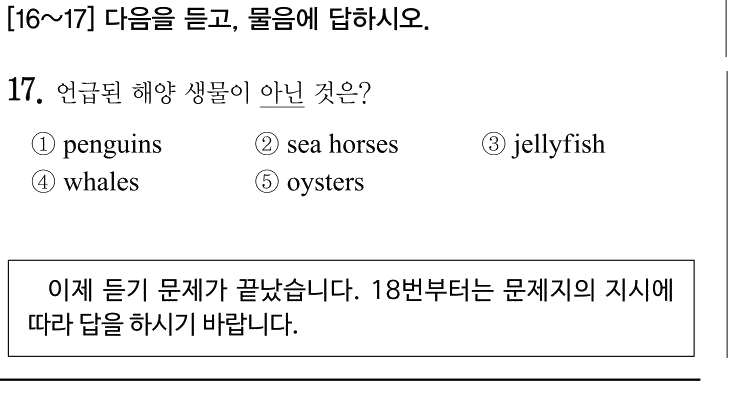 [16～17] 다음을 듣고, 물음에 답하시오.
17. 언급된 해양 생물이 아닌 것은?
① penguins ② sea horses ③ jellyfish
④ whales ⑤ oysters
이제 듣기 문제가 끝났습니다. 18번부터는 문제지의 지시에
따라 답을 하시기 바랍니다.